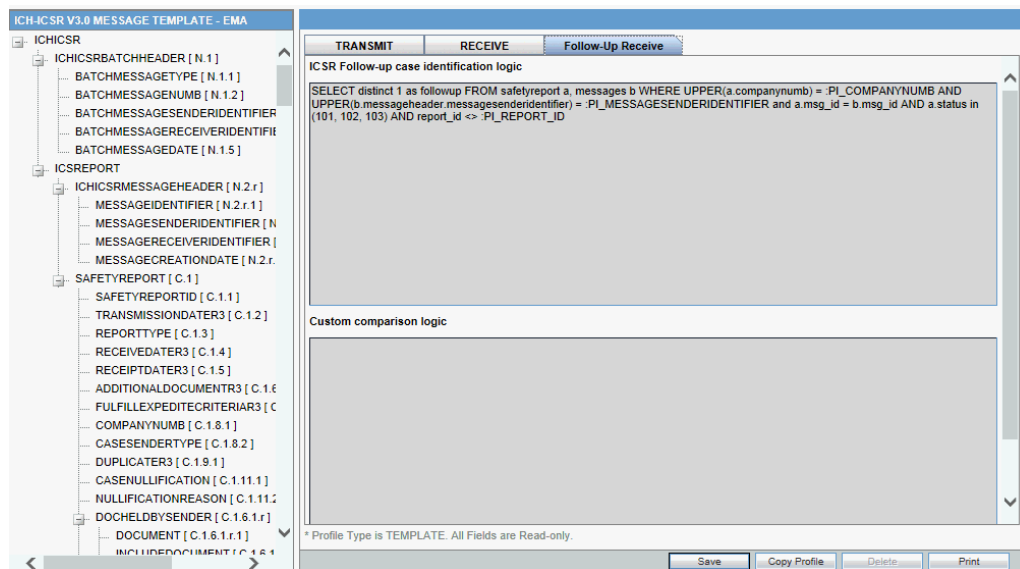 ICH-ICSR V3.0 MESSAGE TEMPLATE - EMA
ICHICSR
ICHICSRBATCHHEADER [ N.1 ]
BATCHMESSAGETYPE [ N.1.1 ]
BATCHMESSAGENUMB [ N.1.2 ]
BATCHMESSAGESENDERIDENTIFIER
BATCHMESSAGERECEIVERIDENTIFIE
BATCHMESSAGEDATE [ N.1.5 ]
ICSREPORT
ICHICSRMESSAGEHEADER [ N.2.r ]
MESSAGEIDENTIFIER [ N.2.r.1 ]
MESSAGESENDERIDENTIFIER [ N
MESSAGERECEIVERIDENTIFIER [
MESSAGECREATIONDATE [ N.2.r.
SAFETYREPORT [ C.1 ]
SAFETYREPORTID [ C.1.1 ]
TRANSMISSIONDATER3 [ C.1.2 ]
REPORTTYPE [ C.1.3 ]
RECEIVEDATER3 [ C.1.4 ]
RECEIPTDATER3 [ C.1.5 ]
ADDITIONALDOCUMENTR3 [ C.1.6
FULFILLEXPEDITECRITERIAR3 [ C
COMPANYNUMB [ C.1.8.1 ]
CASESENDERTYPE [ C.1.8.2 ]
DUPLICATER3 [ C.1.9.1 ]
CASENULLIFICATION [ C.1.11.1 ]
NULLIFICATIONREASON [ C.1.11.2
DOCHELDBYSENDER [ C.1.6.1.r ]
DOCUMENT [ C.1.6.1.r.1 ]
INCLUDEDOCUMENT [ C.1.6.1
TRANSMIT RECEIVE Follow-Up Receive
ICSR Follow-up case identification logic
SELECT distinct 1 as followup FROM safetyreport a, messages b WHERE UPPER(a.companynumb) = :PI_COMPANYNUMB AND
UPPER(b.messageheader.messagesenderidentifier) = :PI_MESSAGESENDERIDENTIFIER and a.msg_id = b.msg_id AND a.status in
(101, 102, 103) AND report_id <> :PI_REPORT_ID
Custom comparison logic
* Profile Type is TEMPLATE. All Fields are Read-only.
Save Copy Profile Delete Print